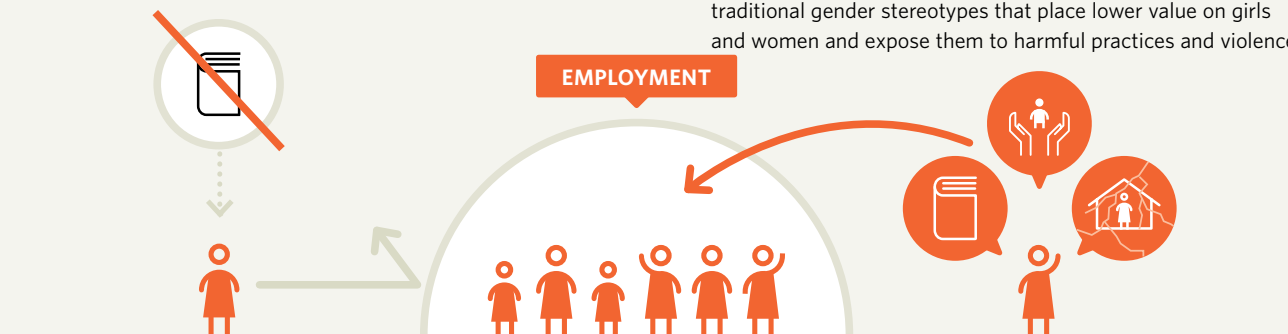 traditional gender stereotypes that place lower value on girls
and women and expose them to harmful practices and violence
EMPLOYMENT